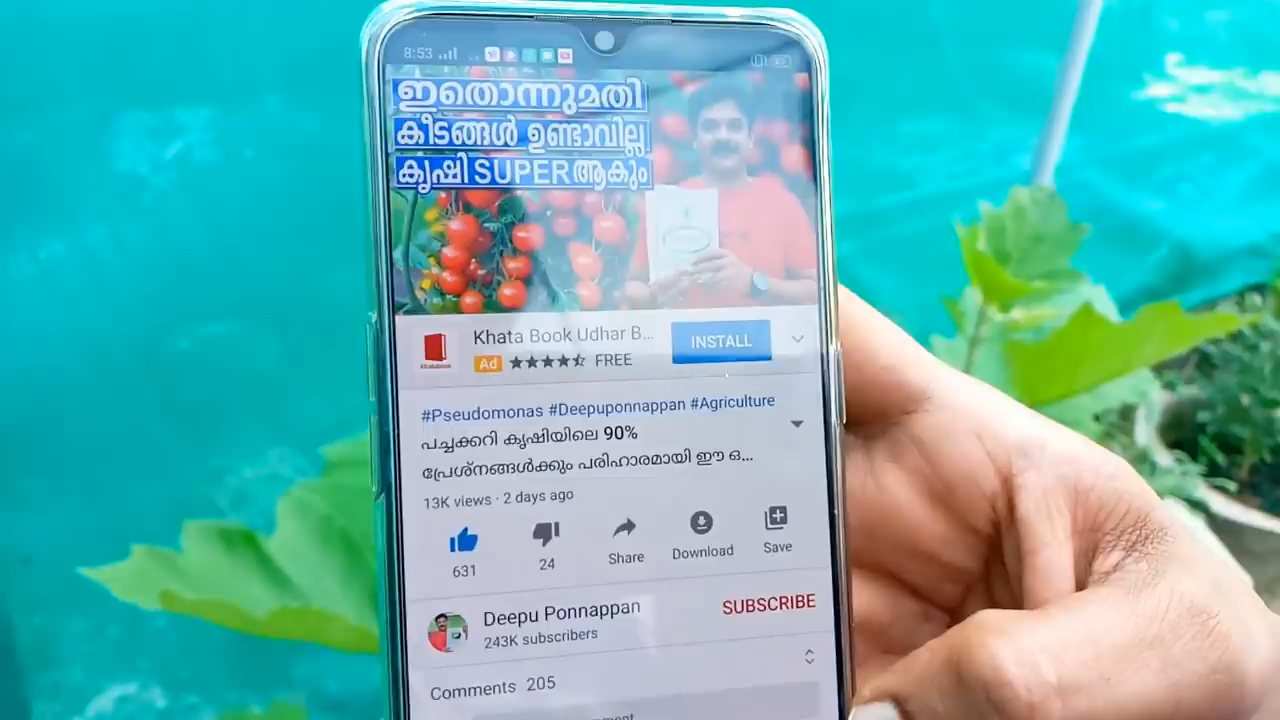 8:53
ഇതൊന്നുമതി
കീടങ്ങൾ ഉണ്ടാവില്ല
കൃഷി SUPER ആകും
Khata Book Udhar B...
Ad FREE
INSTALL
#Pseudomonas #Deepuponnappan #Agriculture
പച്ചക്കറി കൃഷിയിലെ 90%
പ്രേശ്നങ്ങൾക്കും പരിഹാരമായി ഈ ഒ...
13K views · 2 days ago
631
24
Share
Download
Save
Deepu Ponnappan
243K subscribers
SUBSCRIBE
Comments 205